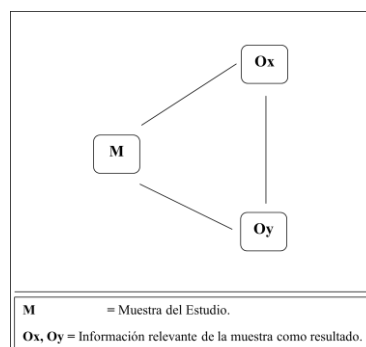 Ox
M
Oy
M = Muestra del Estudio.
Ox, Oy = Información relevante de la muestra como resultado.